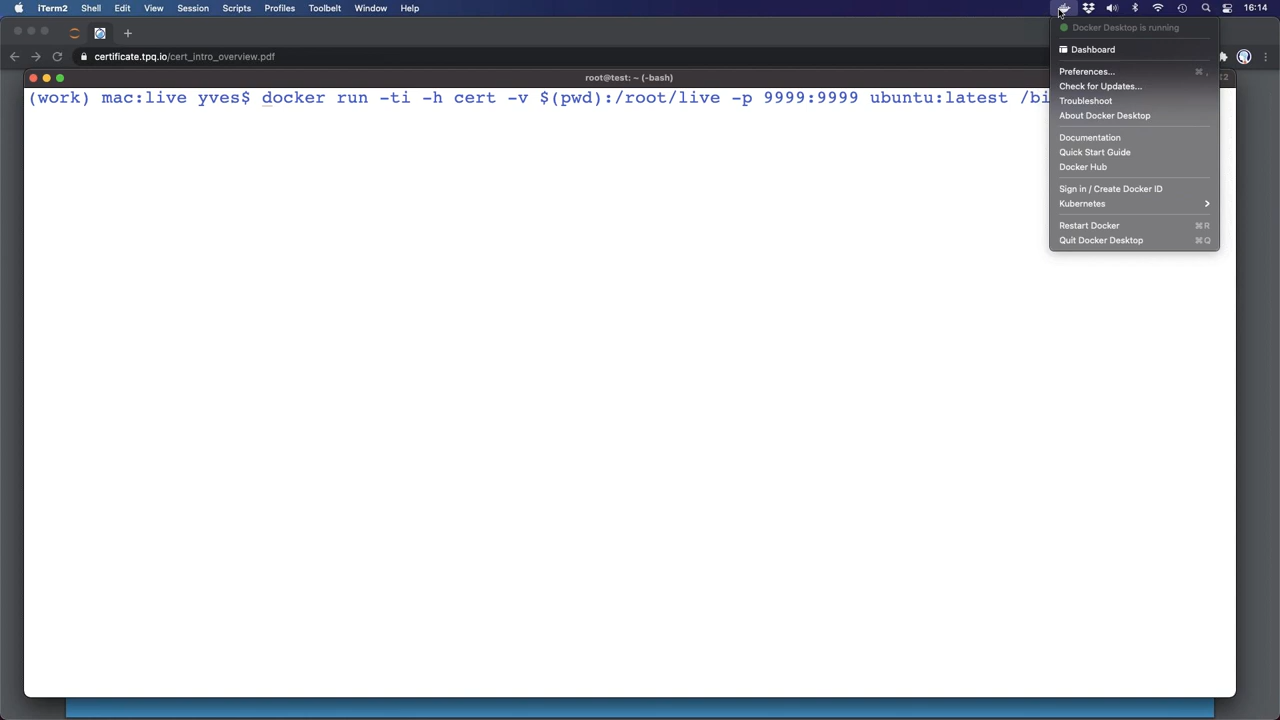 iTerm2 Shell Edit View Session Scripts Profiles Toolbelt Window Help 16:14
certificate.tpq.io/cert_intro_overview.pdf
root@test: ~ (-bash)
(work) mac:live yves$ docker run -ti -h cert -v $(pwd):/root/live -p 9999:9999 ubuntu:latest /bi
Docker Desktop is running
Dashboard
Preferences... ⌘ ,
Check for Updates...
Troubleshoot
About Docker Desktop
Documentation
Quick Start Guide
Docker Hub
Sign in / Create Docker ID
Kubernetes
Restart Docker ⌘R
Quit Docker Desktop ⌘Q